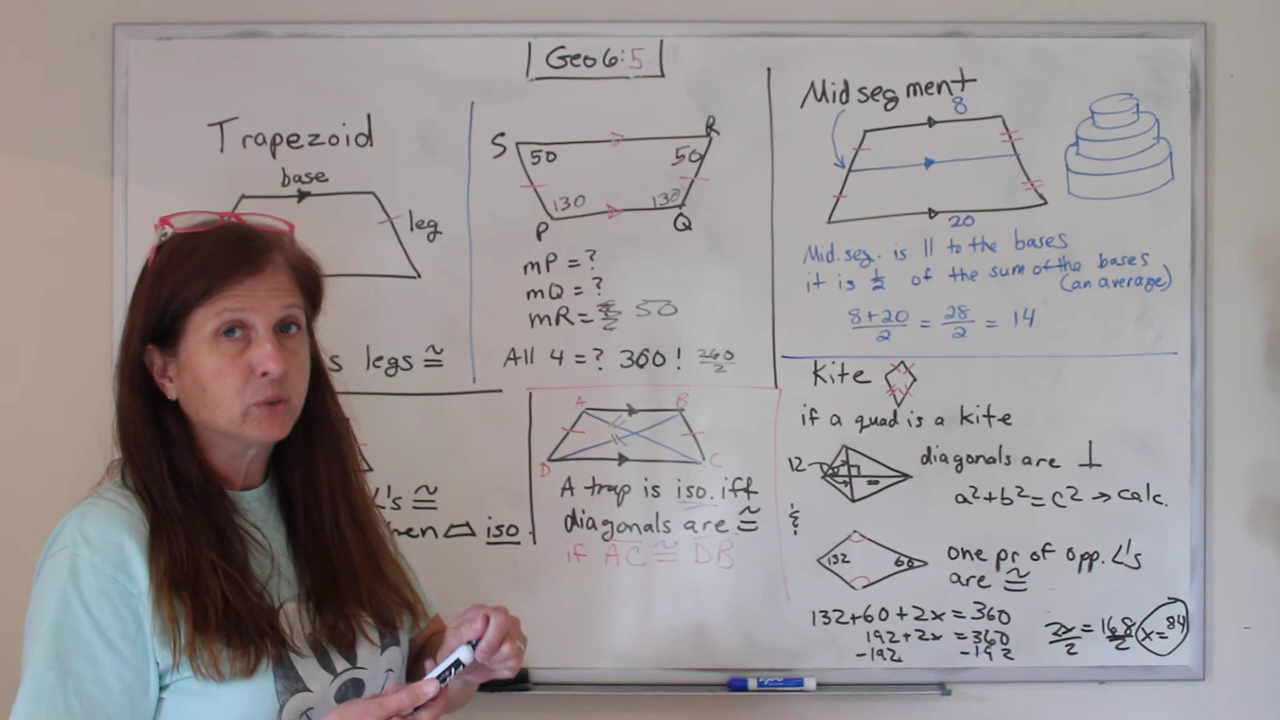 Geo 6:5
Trapezoid
base
leg
s legs ≅
∠'s ≅
hen ⏢ iso.
S
R
50
50
130
130
P
Q
mP = ?
mQ = ?
mR = 50
All 4 = ? 360! 260/2
A
B
D
C
A trap is iso. iff
diagonals are ≅
if AC ≅ DB
Midsegment
8
20
Mid. seg. is || to the bases
it is 1/2 of the sum of the bases
(an average)
8+20/2 = 28/2 = 14
Kite
if a quad is a kite
12
20
diagonals are ⊥
a²+b²=c² → calc.
&
132
60
one pr of opp. ∠'s
are ≅
132+60+2x=360
192+2x=360
-192 -192
2x/2 = 168/2 x=84